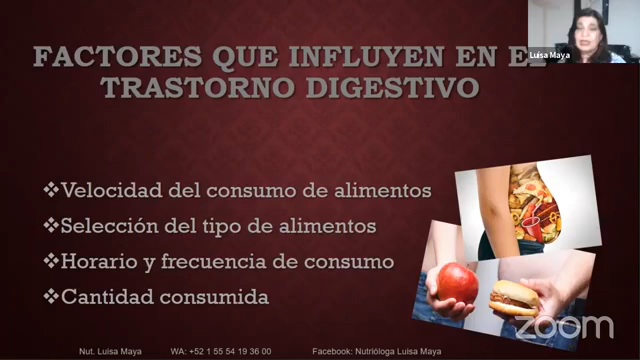 Luisa Maya
FACTORES QUE INFLUYEN EN EL
TRASTORNO DIGESTIVO
❖Velocidad del consumo de alimentos
❖Selección del tipo de alimentos
❖Horario y frecuencia de consumo
❖Cantidad consumida
zoom
Nut. Luisa Maya WA: +52 1 55 54 19 36 00 Facebook: Nutrióloga Luisa Maya